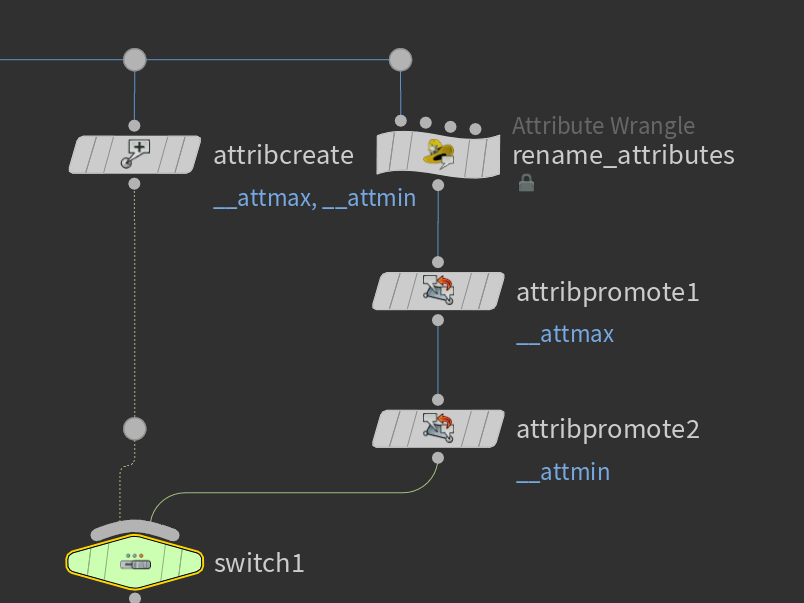 attribcreate
__attmax, __attmin
Attribute Wrangle
rename_attributes
attribpromote1
__attmax
attribpromote2
__attmin
switch1